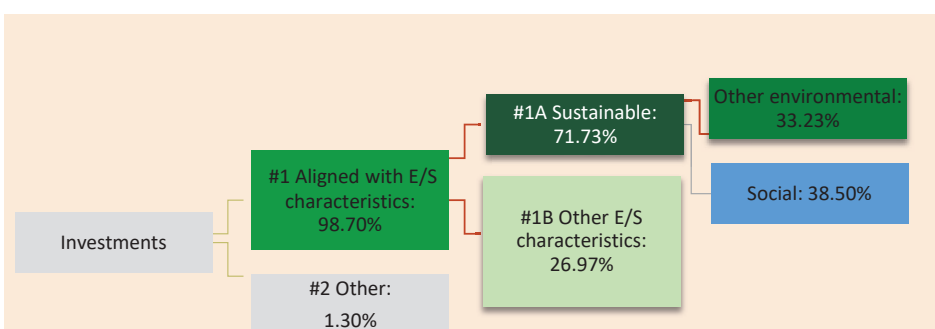 Investments
#1 Aligned with E/S
characteristics:
98.70%
#2 Other:
1.30%
#1A Sustainable:
71.73%
#1B Other E/S
characteristics:
26.97%
Other environmental:
33.23%
Social: 38.50%